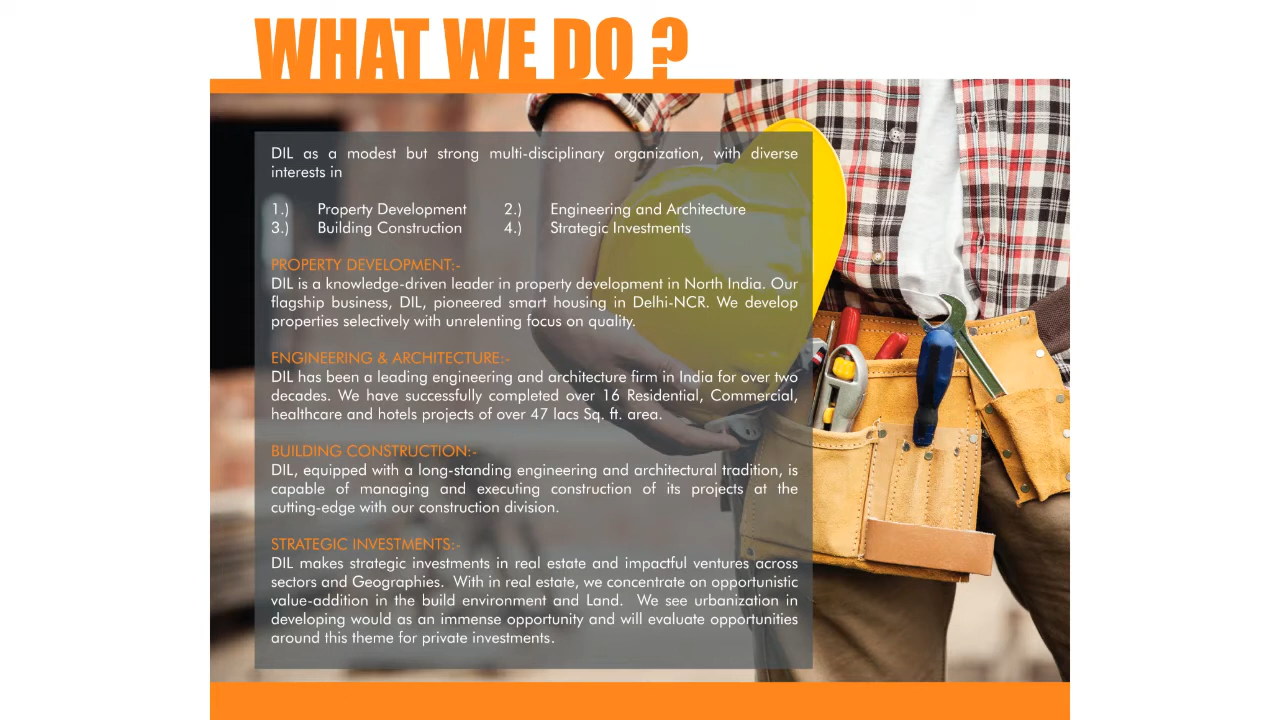 WHAT WE DO ?
DIL as a modest but strong multi-disciplinary organization, with diverse
interests in
1.) Property Development 2.) Engineering and Architecture
3.) Building Construction 4.) Strategic Investments
PROPERTY DEVELOPMENT:-
DIL is a knowledge-driven leader in property development in North India. Our
flagship business, DIL, pioneered smart housing in Delhi-NCR. We develop
properties selectively with unrelenting focus on quality.
ENGINEERING & ARCHITECTURE:-
DIL has been a leading engineering and architecture firm in India for over two
decades. We have successfully completed over 16 Residential, Commercial,
healthcare and hotels projects of over 47 lacs Sq. ft. area.
BUILDING CONSTRUCTION:-
DIL, equipped with a long-standing engineering and architectural tradition, is
capable of managing and executing construction of its projects at the
cutting-edge with our construction division.
STRATEGIC INVESTMENTS:-
DIL makes strategic investments in real estate and impactful ventures across
sectors and Geographies. With in real estate, we concentrate on opportunistic
value-addition in the build environment and Land. We see urbanization in
developing would as an immense opportunity and will evaluate opportunities
around this theme for private investments.